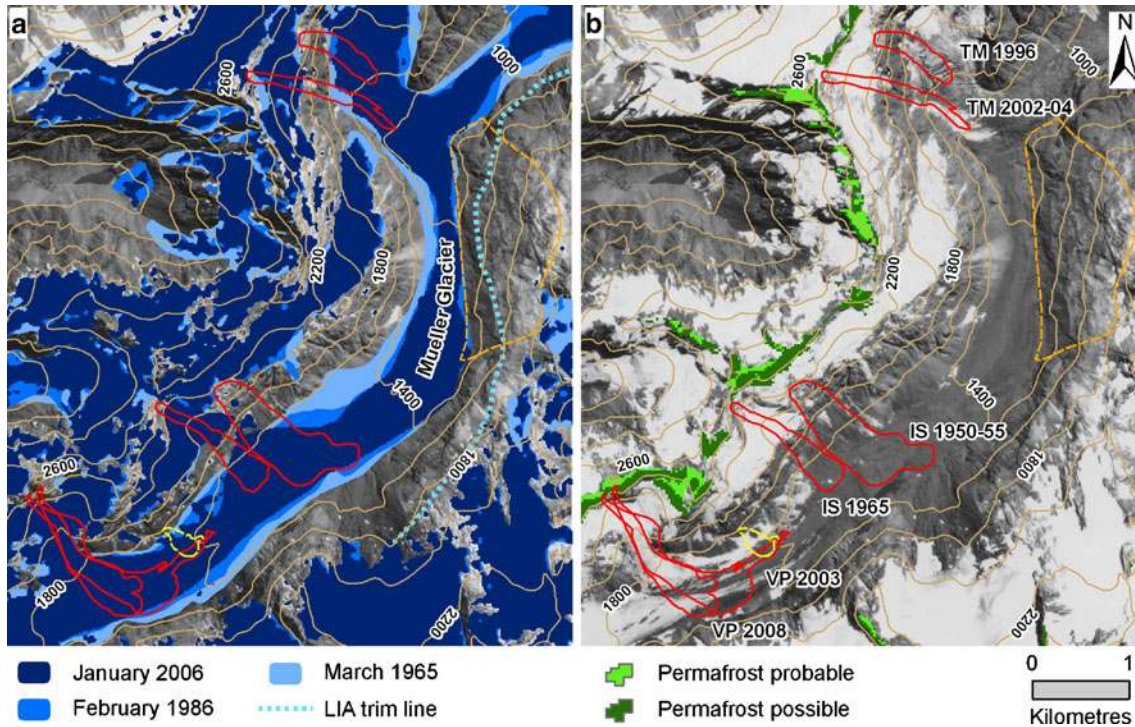 a
2600
1000
2200
1800
Mueller Glacier
1400
1800
2600
1800
2200
b
N
TM 1996
2600
1000
TM 2002-04
2200
1800
1400
IS 1950-55
1800
2600
IS 1965
VP 2003
1800
VP 2008
2200
January 2006
March 1965
February 1986
LIA trim line
Permafrost probable
Permafrost possible
0 1
Kilometres